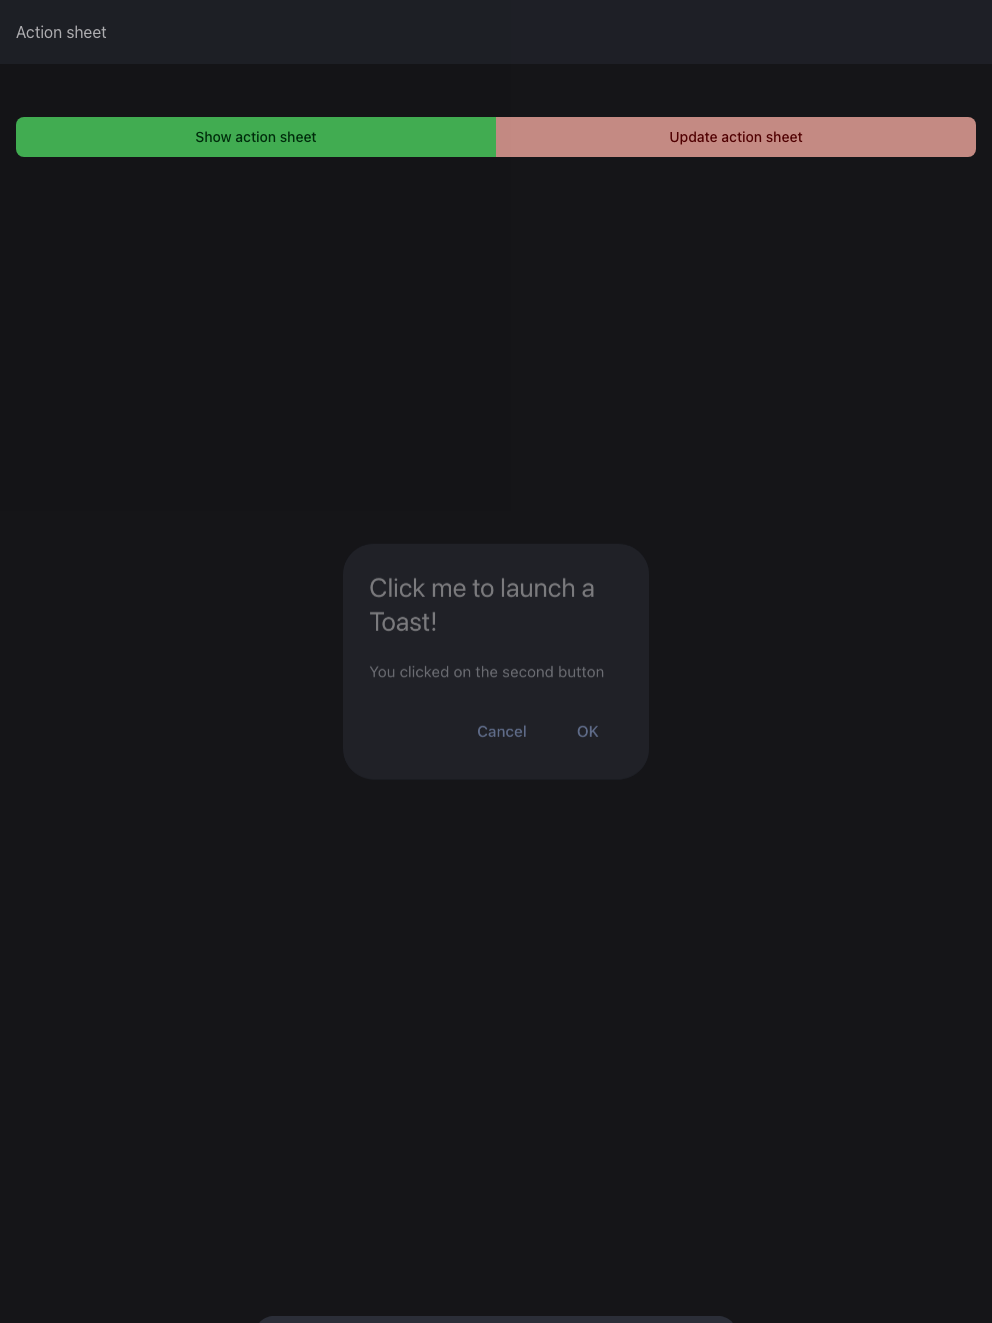 Action sheet
Show action sheet
Update action sheet
Click me to launch a
Toast!
You clicked on the second button
Cancel
OK